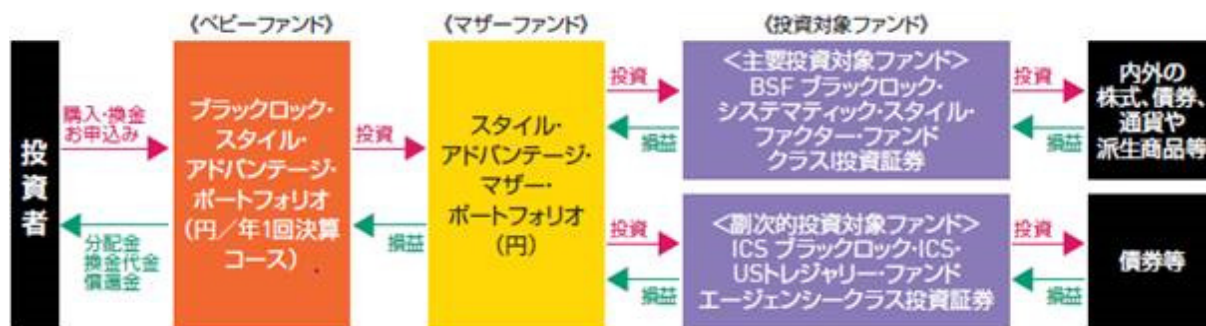 《ベビーファンド》
《マザーファンド》
《投資対象ファンド》
投資者
購入・換金
お申込み
分配金
換金代金
償還金
ブラックロック・
スタイル・
アドバンテージ・
ポートフォリオ
(円/年1回決算
コース)
投資
損益
スタイル・
アドバンテージ・
マザー・
ポートフォリオ
(円)
投資
損益
<主要投資対象ファンド>
BSF ブラックロック・
システマティック・スタイル・
ファクター・ファンド
クラスI投資証券
投資
損益
内外の
株式、債券、
通貨や
派生商品等
投資
損益
<副次的投資対象ファンド>
ICS ブラックロック・ICS・
USトレジャリー・ファンド
エージェンシークラス投資証券
投資
損益
債券等